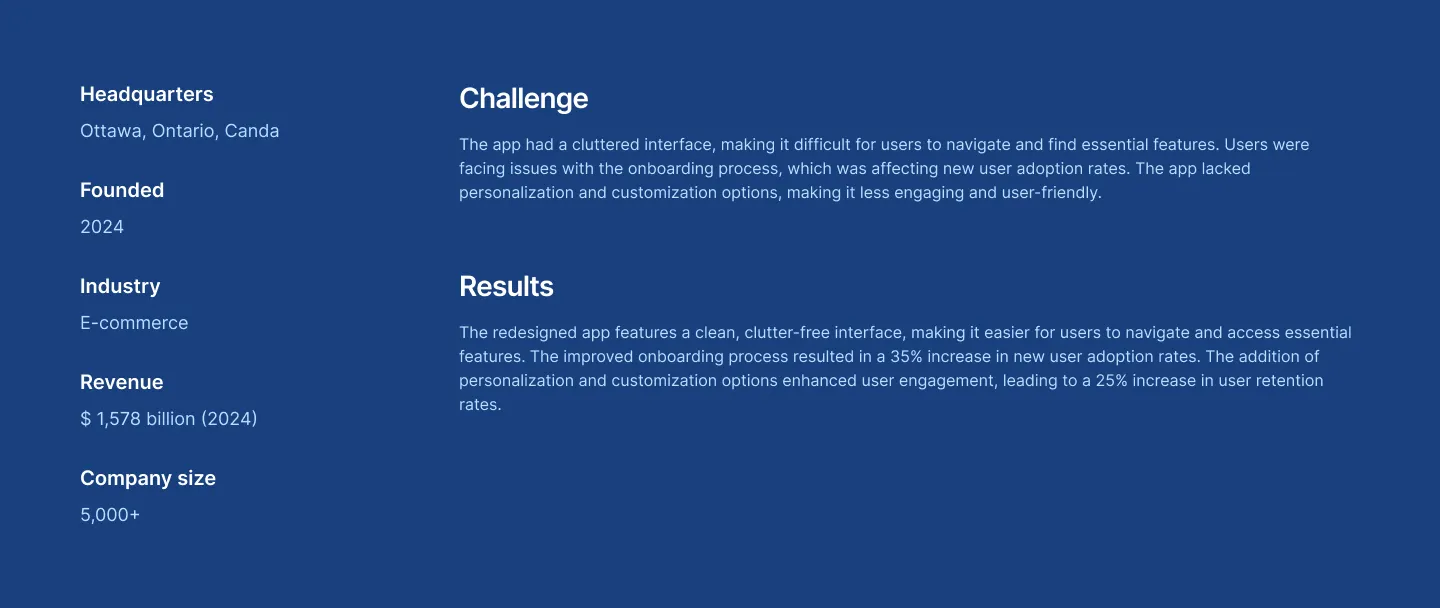 Headquarters
Ottawa, Ontario, Canda
Founded
2024
Industry
E-commerce
Revenue
$ 1,578 billion (2024)
Company size
5,000+
Challenge
The app had a cluttered interface, making it difficult for users to navigate and find essential features. Users were
facing issues with the onboarding process, which was affecting new user adoption rates. The app lacked
personalization and customization options, making it less engaging and user-friendly.
Results
The redesigned app features a clean, clutter-free interface, making it easier for users to navigate and access essential
features. The improved onboarding process resulted in a 35% increase in new user adoption rates. The addition of
personalization and customization options enhanced user engagement, leading to a 25% increase in user retention
rates.